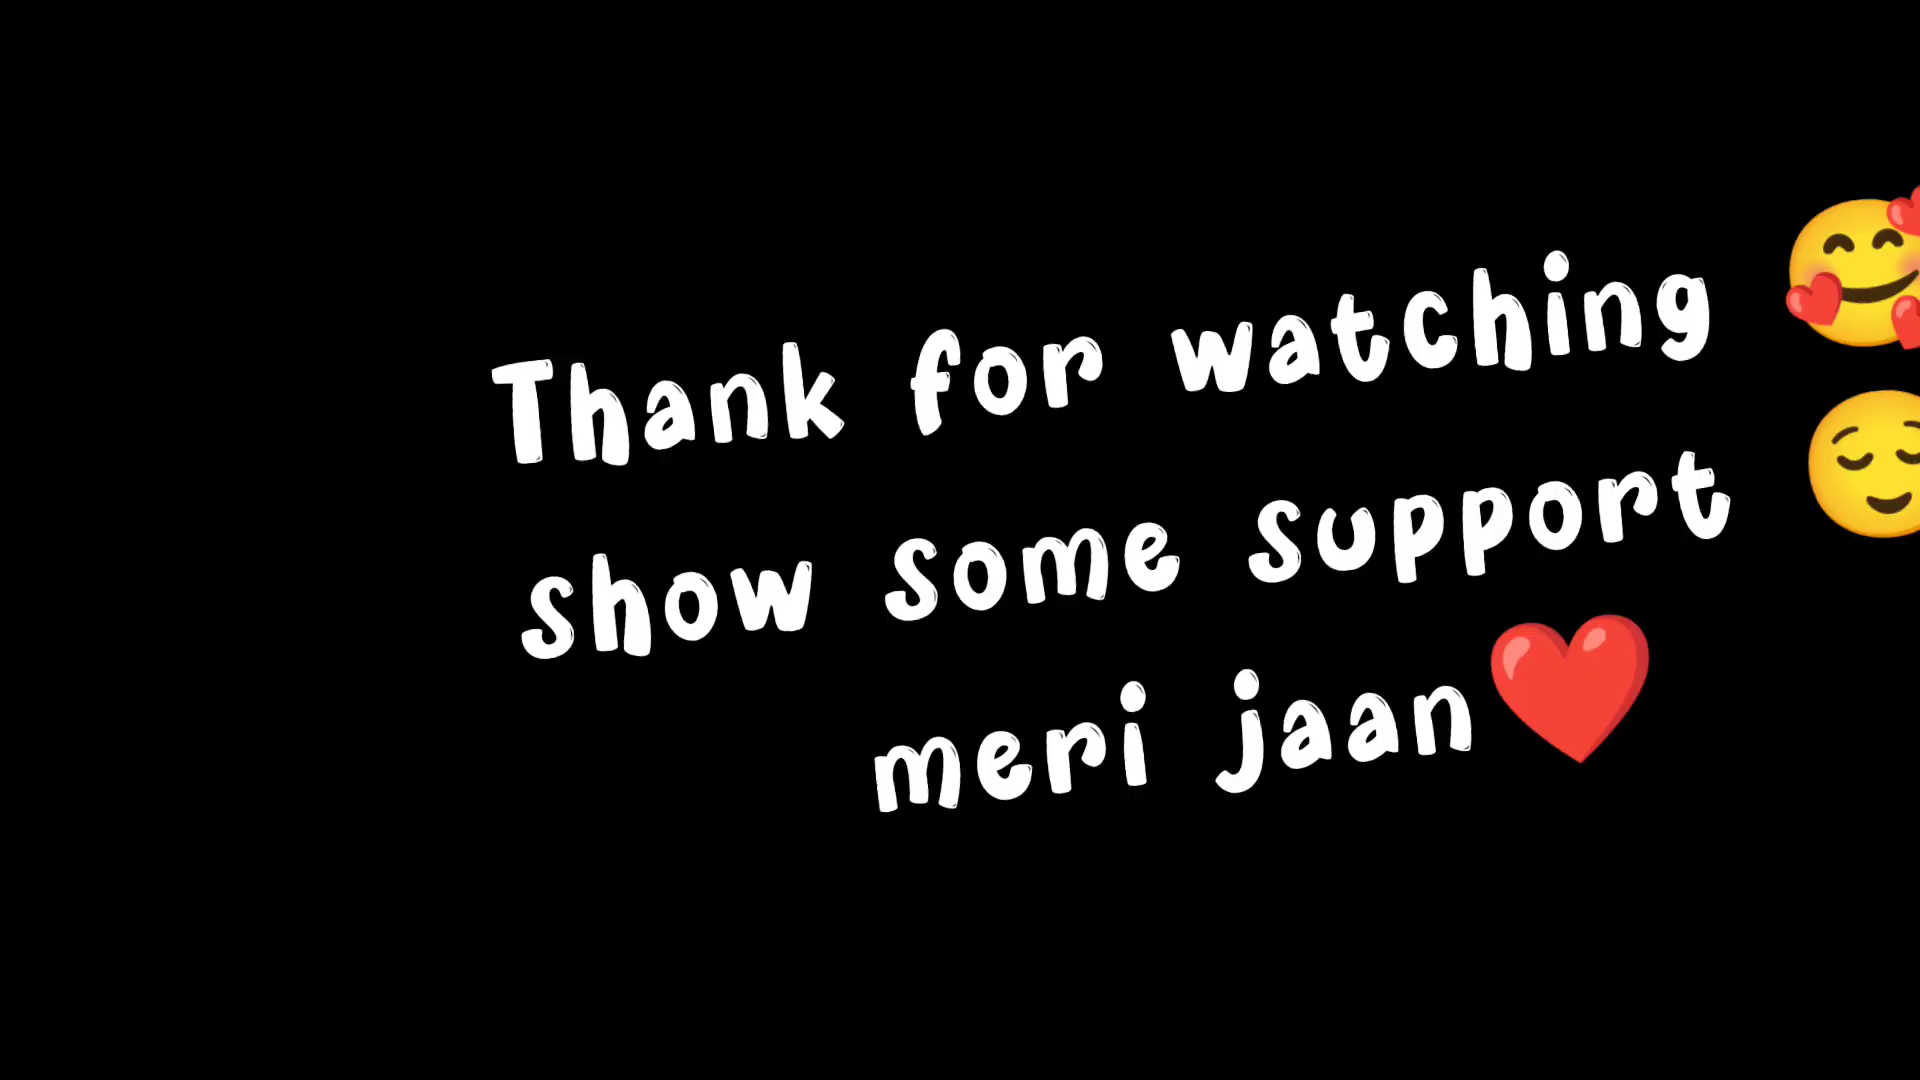 Thank for watching 🥰
show some support 😌
meri jaan❤️